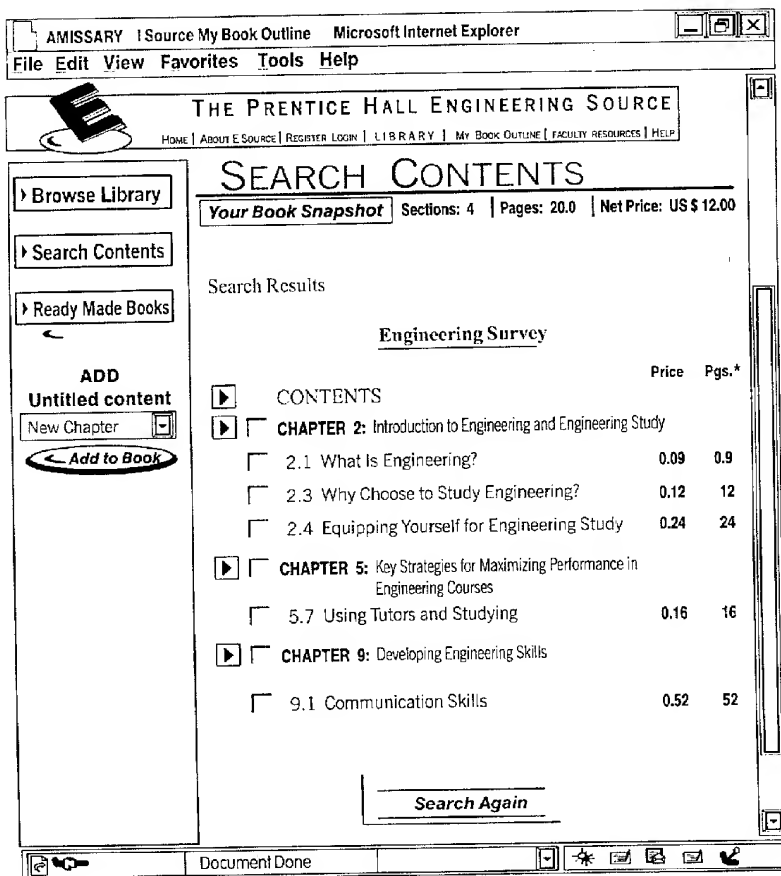 AMISSARY I Source My Book Outline Microsoft Internet Explorer
File Edit View Favorites Tools Help
E
THE PRENTICE HALL ENGINEERING SOURCE
HOME | ABOUT E SOURCE | REGISTER LOGIN | LIBRARY | MY BOOK OUTLINE | FACULTY RESOURCES | HELP
SEARCH CONTENTS
Your Book Snapshot Sections: 4 | Pages: 20.0 | Net Price: US $ 12.00
Browse Library
Search Contents
Ready Made Books
ADD
Untitled content
New Chapter
Add to Book
Search Results
Engineering Survey
Price Pgs.*
CONTENTS
CHAPTER 2: Introduction to Engineering and Engineering Study
2.1 What Is Engineering? 0.09 0.9
2.3 Why Choose to Study Engineering? 0.12 12
2.4 Equipping Yourself for Engineering Study 0.24 24
CHAPTER 5: Key Strategies for Maximizing Performance in
Engineering Courses
5.7 Using Tutors and Studying 0.16 16
CHAPTER 9: Developing Engineering Skills
9.1 Communication Skills 0.52 52
Search Again
Document Done